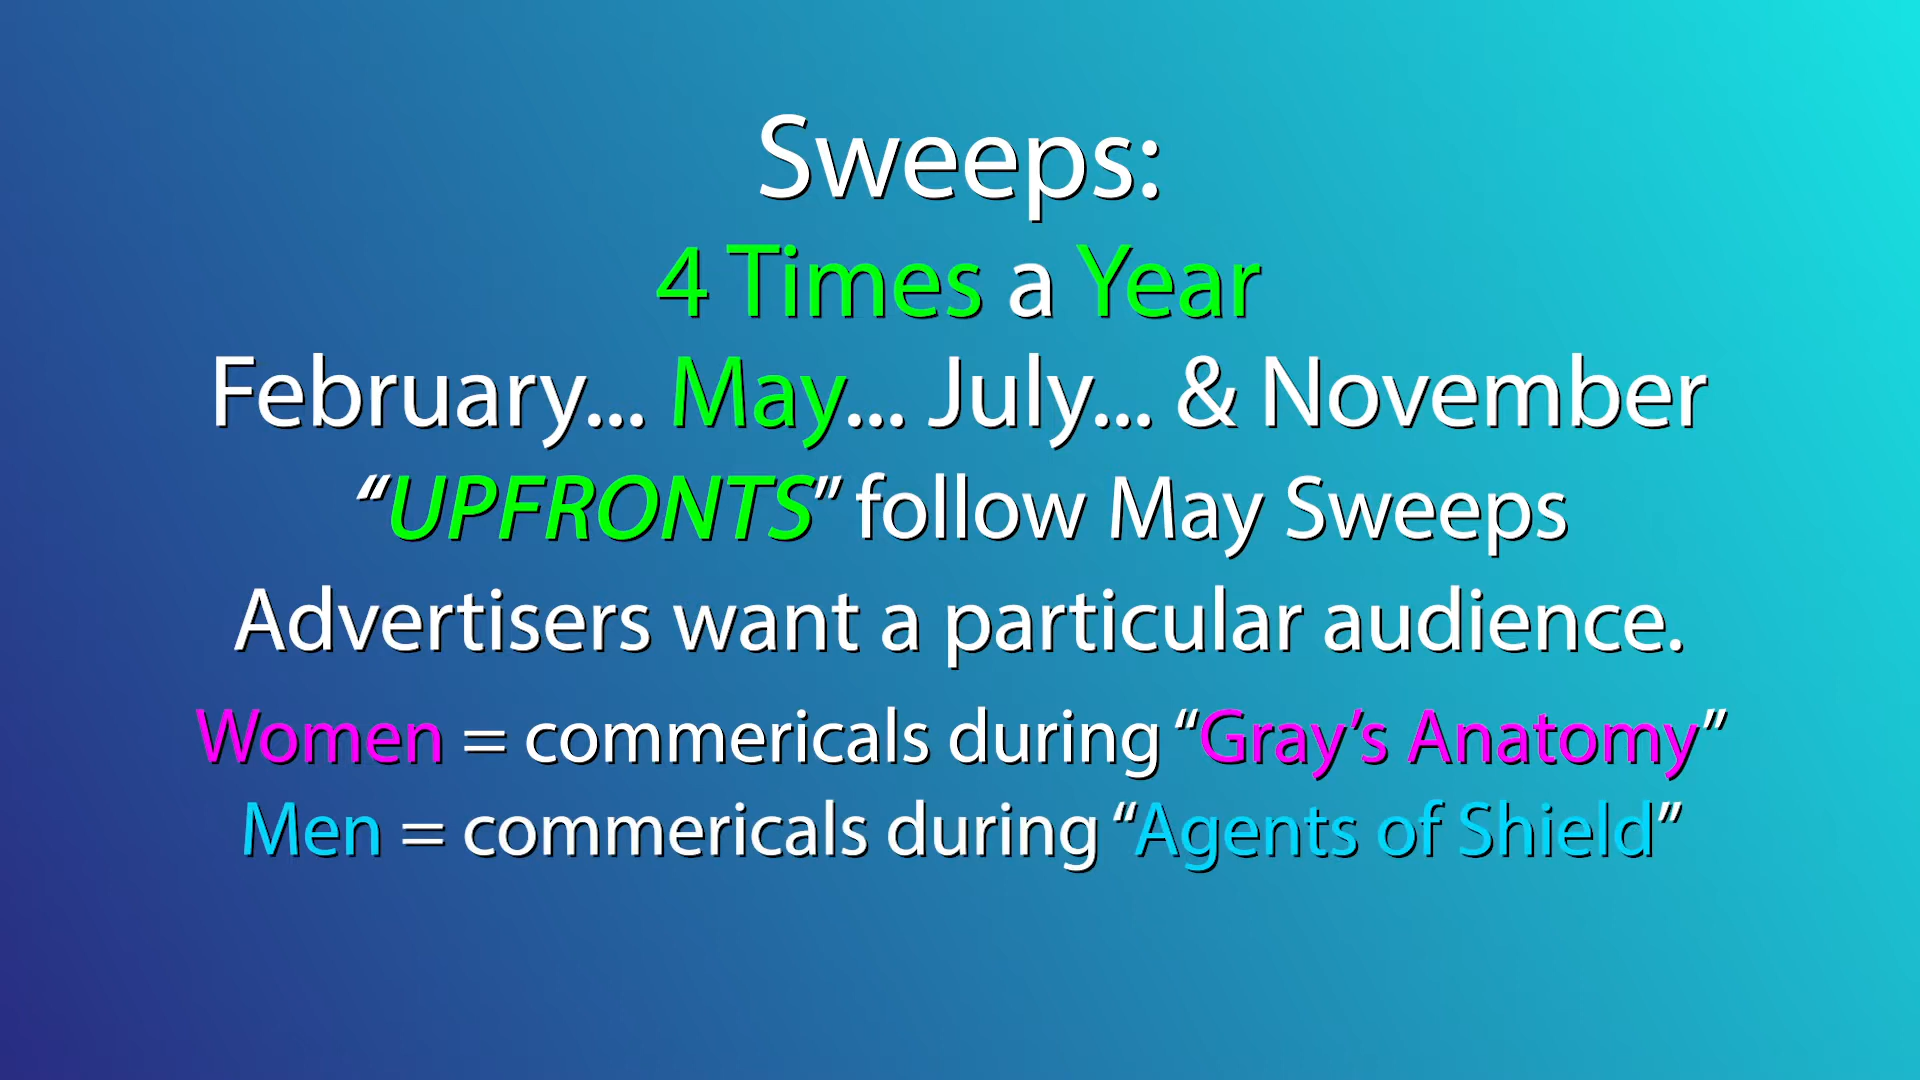 Sweeps:
4 Times a Year
February... May... July... & November
“UPFRONTS” follow May Sweeps
Advertisers want a particular audience.
Women = commericals during “Gray’s Anatomy”
Men = commericals during “Agents of Shield”